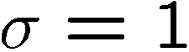 σ = 1